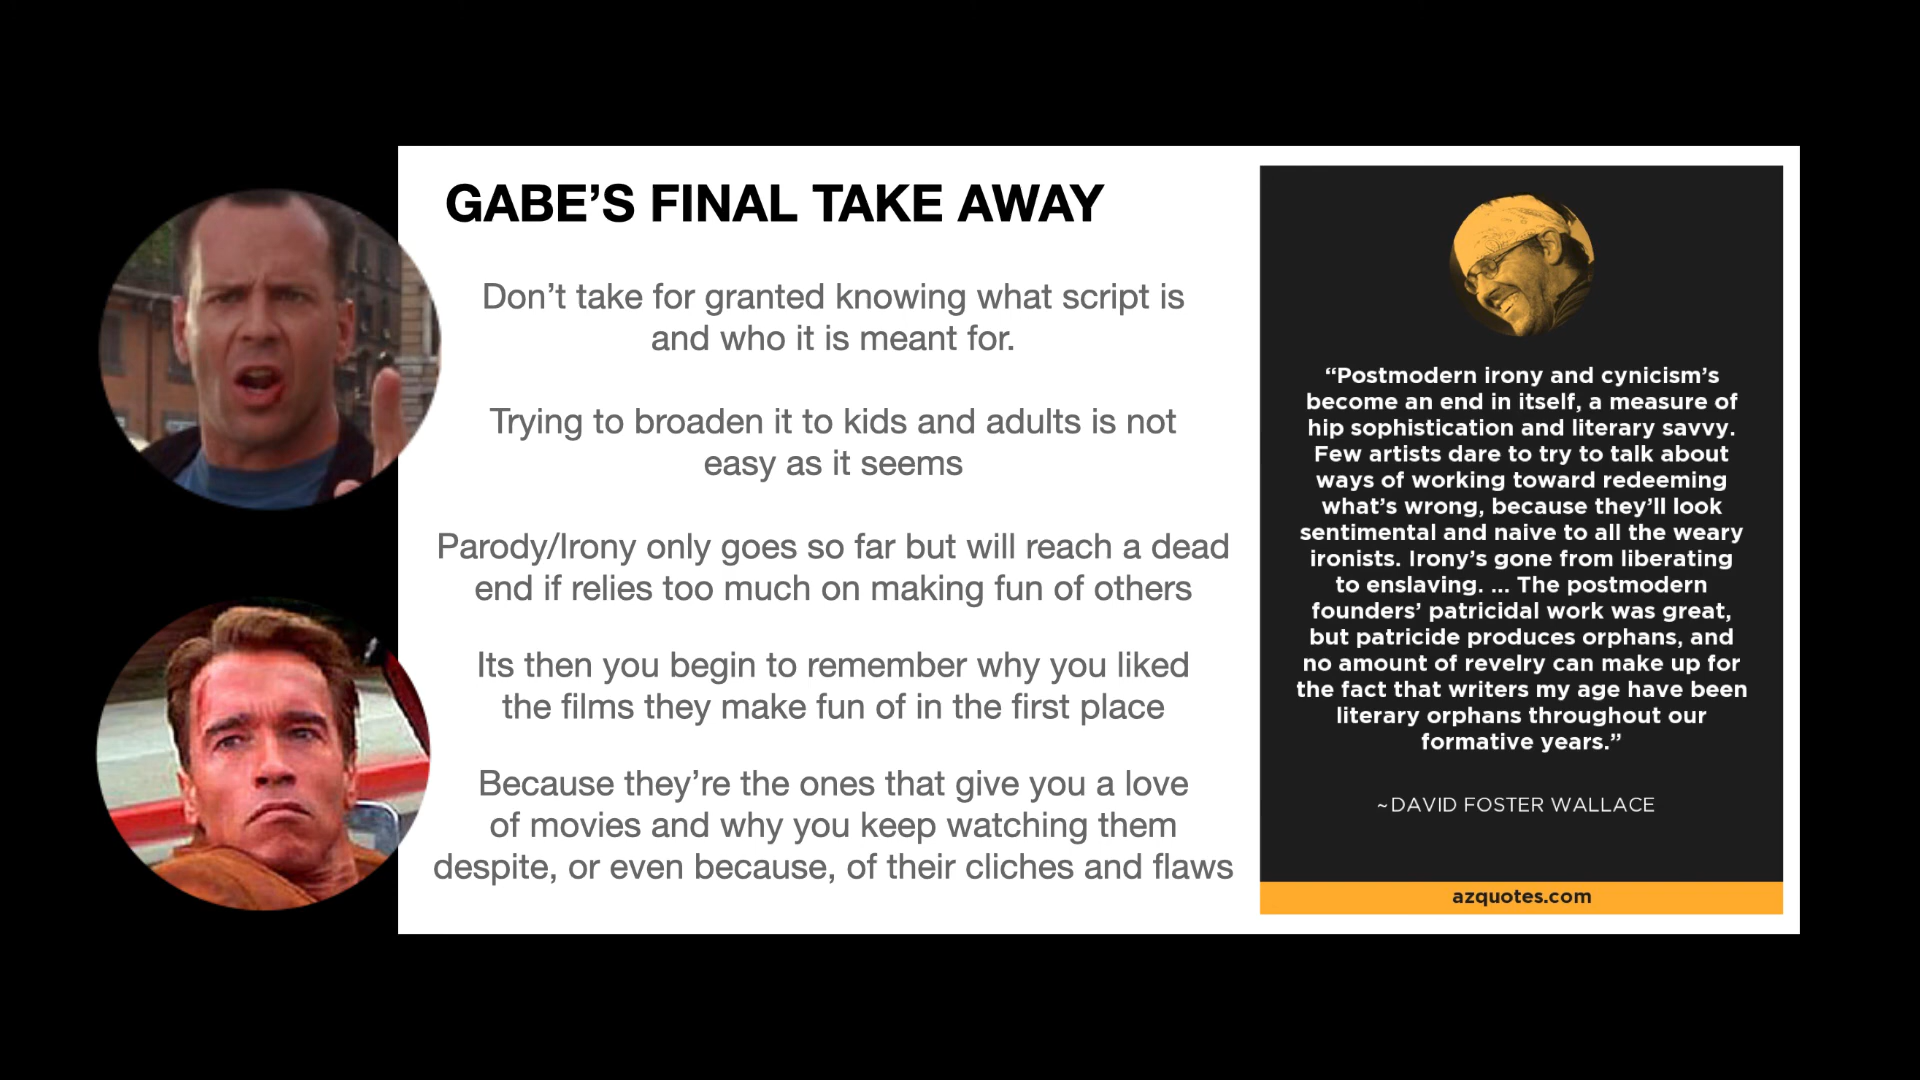 GABE’S FINAL TAKE AWAY
Don’t take for granted knowing what script is
and who it is meant for.
Trying to broaden it to kids and adults is not
easy as it seems
Parody/Irony only goes so far but will reach a dead
end if relies too much on making fun of others
Its then you begin to remember why you liked
the films they make fun of in the first place
Because they’re the ones that give you a love
of movies and why you keep watching them
despite, or even because, of their cliches and flaws
“Postmodern irony and cynicism’s
become an end in itself, a measure of
hip sophistication and literary savvy.
Few artists dare to try to talk about
ways of working toward redeeming
what’s wrong, because they’ll look
sentimental and naive to all the weary
ironists. Irony’s gone from liberating
to enslaving. ... The postmodern
founders’ patricidal work was great,
but patricide produces orphans, and
no amount of revelry can make up for
the fact that writers my age have been
literary orphans throughout our
formative years.”
~DAVID FOSTER WALLACE
azquotes.com